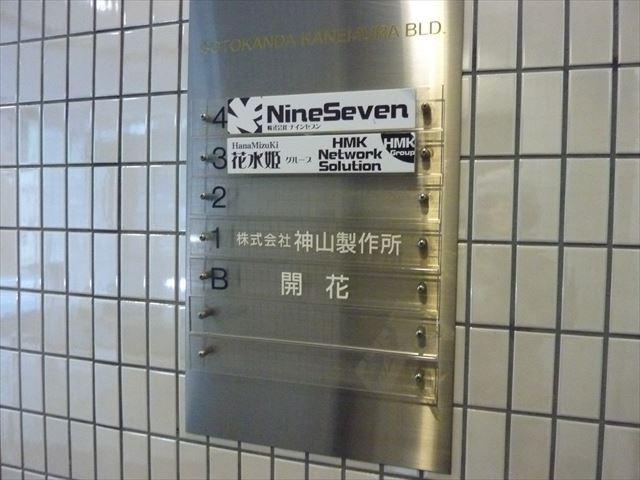 SOTOKANDA KANEMURA BLD.
4 NineSeven
株式会社ナインセブン
3 HanaMizuKi
花水姫 グループ
HMK
Network
Solution
HMK
Group
2
1 株式会社 神山製作所
B 開花